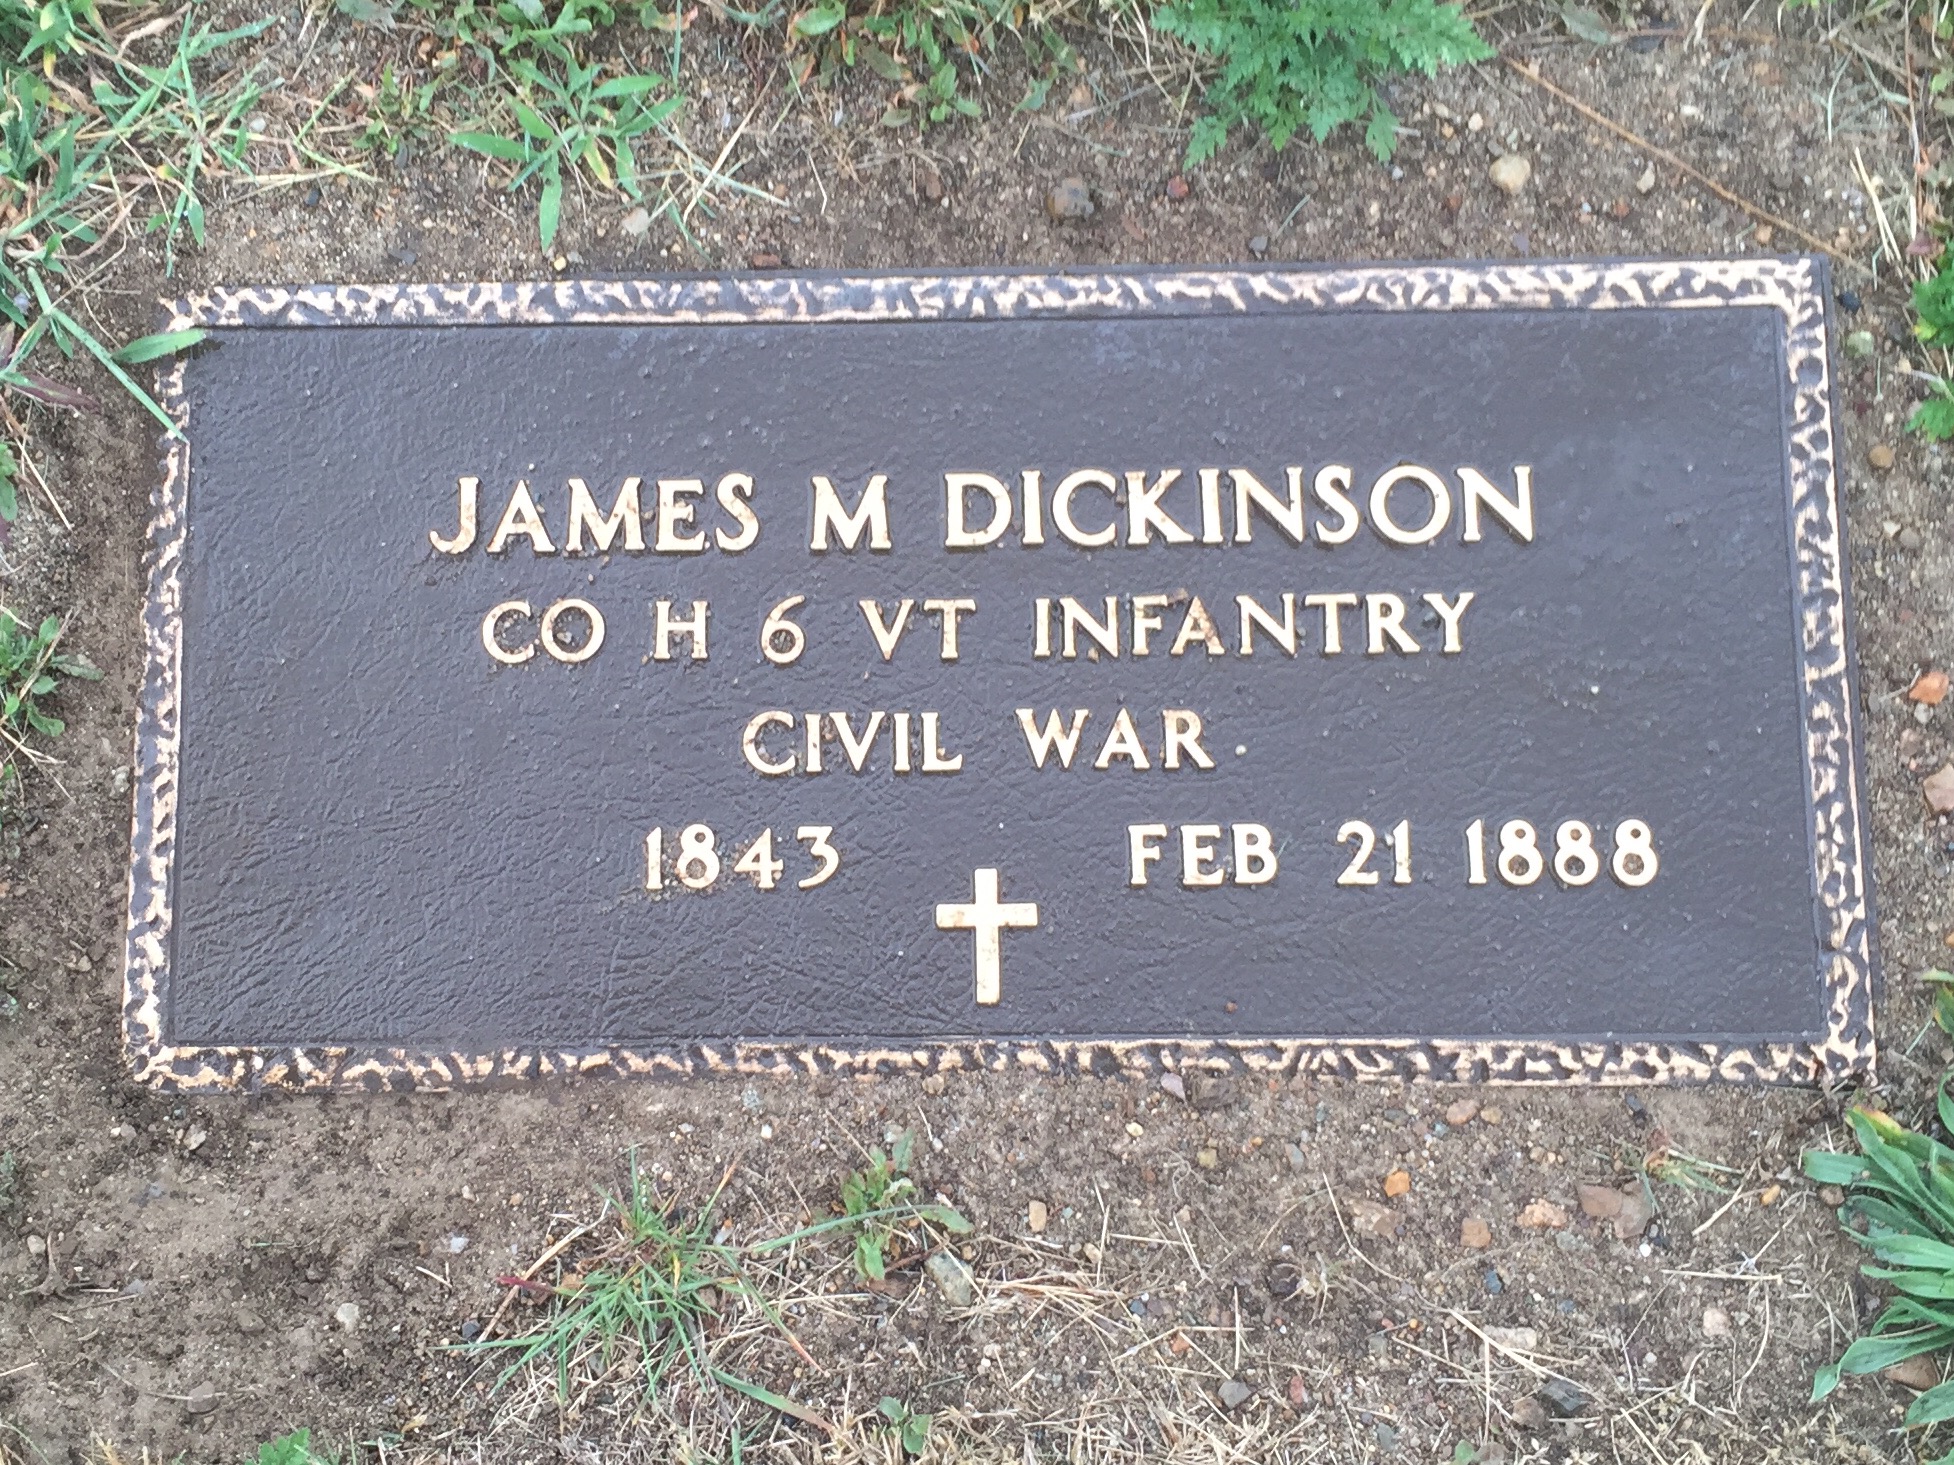 JAMES M DICKINSON
CO H 6 VT INFANTRY
CIVIL WAR
1843 FEB 21 1888